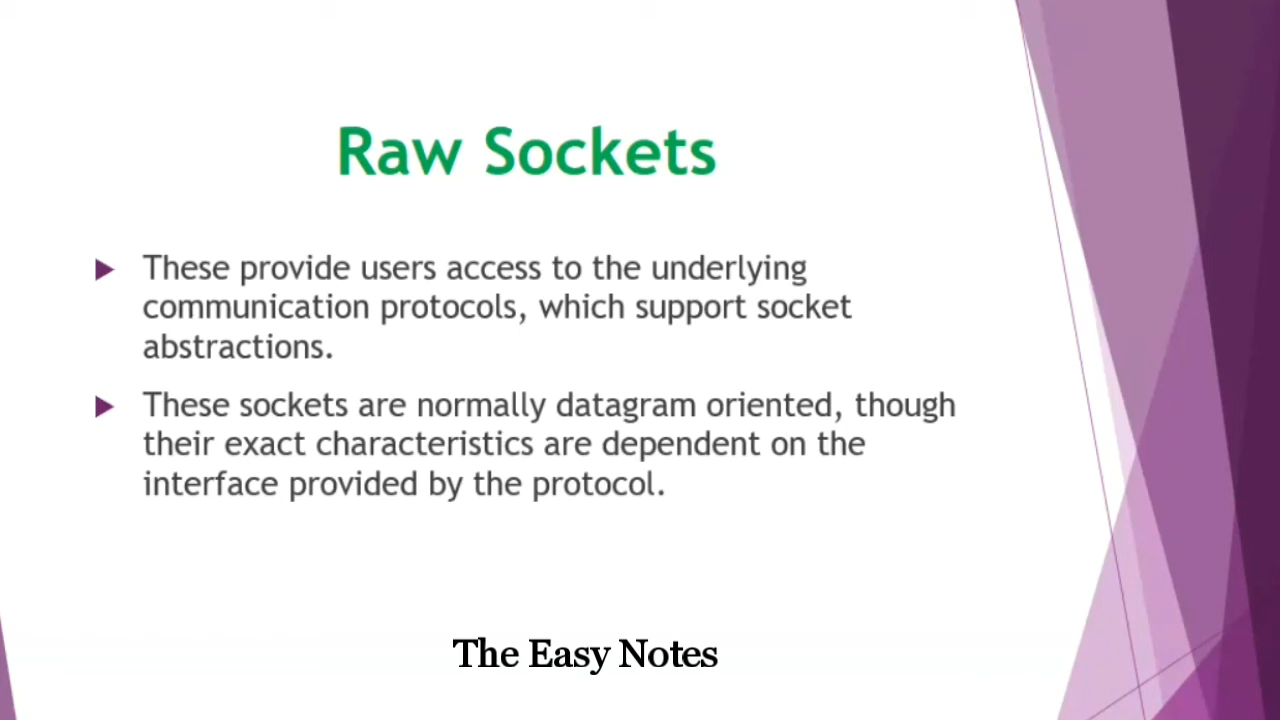 Raw Sockets
These provide users access to the underlying
communication protocols, which support socket
abstractions.
These sockets are normally datagram oriented, though
their exact characteristics are dependent on the
interface provided by the protocol.
The Easy Notes